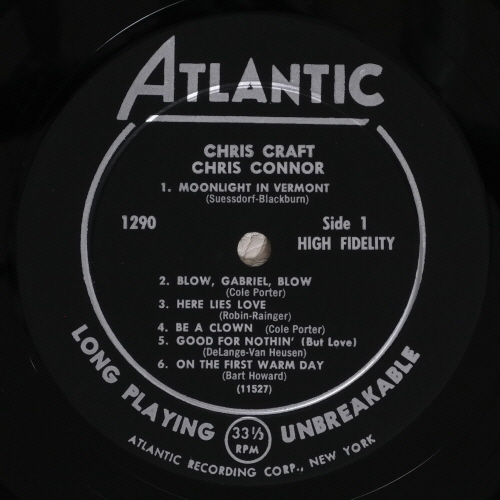 ATLANTIC
CHRIS CRAFT
CHRIS CONNOR
1. MOONLIGHT IN VERMONT
(Suessdorf-Blackburn)
1290 Side 1
HIGH FIDELITY
2. BLOW, GABRIEL, BLOW
(Cole Porter)
3. HERE LIES LOVE
(Robin-Rainger)
4. BE A CLOWN (Cole Porter)
5. GOOD FOR NOTHIN' (But Love)
(DeLange-Van Heusen)
6. ON THE FIRST WARM DAY
(Bart Howard)
(11527)
LONG PLAYING 33⅓ RPM UNBREAKABLE
ATLANTIC RECORDING CORP., NEW YORK